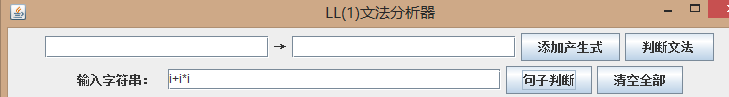 LL(1)文法分析器
→ 添加产生式 判断文法
输入字符串： i+i*i 句子判断 清空全部